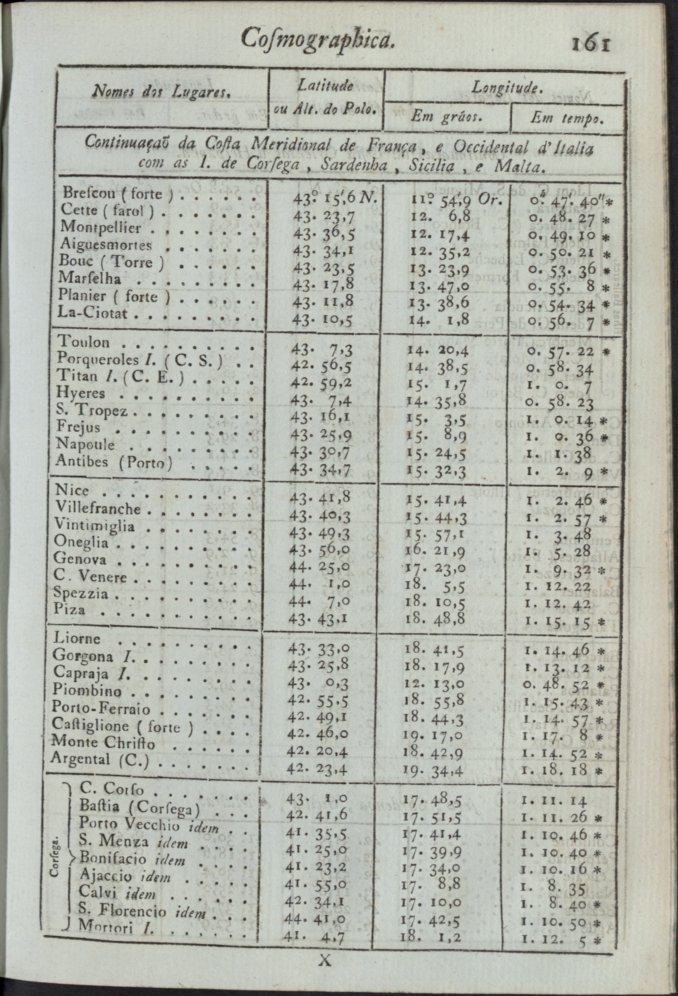 Coſmographica. 161
Nomes dos Lugares. Latitude ou Alt. do Polo. Longitude.
Em gráos. Em tempo.
Continuaçaõ da Coſta Meridional de França, e Occidental d'Italia
com as I. de Corſega, Sardenha, Sicilia, e Malta.
Breſcou (forte) . . . . . . 43°. 15',6 N. 11°. 54',9 Or. 0h. 47'. 40"*
Cette (farol) . . . . . . . 43. 23,7 12. 6,8 0. 48. 27 *
Montpellier . . . . . . . 43. 36,5 12. 17,4 0. 49. 10 *
Aiguesmortes . . . . . . . 43. 34,1 12. 35,2 0. 50. 21 *
Bouc (Torre) . . . . . . 43. 23,5 13. 23,9 0. 53. 36 *
Marſelha . . . . . . . . . 43. 17,8 13. 47,0 0. 55. 8 *
Planier (forte) . . . . . . 43. 11,8 13. 38,6 0. 54. 34 *
La-Ciotat . . . . . . . . . 43. 10,5 14. 1,8 0. 56. 7 *
Toulon . . . . . . . . . 43. 7,3 14. 20,4 0. 57. 22 *
Porqueroles I. (C. S.) . . 42. 56,5 14. 38,5 0. 58. 34
Titan I. (C. E.) . . . . . 42. 59,2 15. 1,7 1. 0. 7
Hyeres . . . . . . . . . 43. 7,4 14. 35,8 0. 58. 23
S. Tropez . . . . . . . . . 43. 16,1 15. 3,5 1. 0. 14 *
Frejus . . . . . . . . . 43. 25,9 15. 8,9 1. 0. 36 *
Napoule . . . . . . . . . 43. 30,7 15. 24,5 1. 1. 38
Antibes (Porto) . . . . . 43. 34,7 15. 32,3 1. 2. 9 *
Nice . . . . . . . . . . 43. 41,8 15. 41,4 1. 2. 46 *
Villefranche . . . . . . . 43. 40,3 15. 44,3 1. 2. 57 *
Vintimiglia . . . . . . . 43. 49,3 15. 57,1 1. 3. 48
Oneglia . . . . . . . . . 43. 56,0 16. 21,9 1. 5. 28
Genova . . . . . . . . . 44. 25,0 17. 23,0 1. 9. 32 *
C. Venere . . . . . . . . 44. 1,0 18. 5,5 1. 12. 22
Spezzia . . . . . . . . . 44. 7,0 18. 10,5 1. 12. 42
Piza . . . . . . . . . . 43. 43,1 18. 48,8 1. 15. 15 *
Liorne . . . . . . . . . 43. 33,0 18. 41,5 1. 14. 46 *
Gorgona I. . . . . . . . . 43. 25,8 18. 17,9 1. 13. 12 *
Capraja I. . . . . . . . . 43. 0,3 12. 13,0 0. 48. 52 *
Piombino . . . . . . . . 42. 55,5 18. 55,8 1. 15. 43 *
Porto-Ferraio . . . . . . . 42. 49,1 18. 44,3 1. 14. 57 *
Caſtiglione (forte) . . . . 42. 46,0 19. 17,0 1. 17. 8 *
Monte Chriſto . . . . . . 42. 20,4 18. 42,9 1. 14. 52 *
Argental (C.) . . . . . . . 42. 23,4 19. 34,4 1. 18. 18 *
Corſega.
C. Corſo . . . . . . . 43. 1,0 17. 48,5 1. 11. 14
Baſtia (Corſega) . . . 42. 41,6 17. 51,5 1. 11. 26 *
Porto Vecchio idem . . 41. 35,5 17. 41,4 1. 10. 46 *
S. Menza idem . . . . 41. 25,0 17. 39,9 1. 10. 40 *
Bonifacio idem . . . . 41. 23,2 17. 34,0 1. 10. 16 *
Ajaccio idem . . . . . 41. 55,0 17. 8,8 1. 8. 35
Calvi idem . . . . . . 42. 34,1 17. 10,0 1. 8. 40 *
S. Florencio idem . . . 44. 41,0 17. 42,5 1. 10. 50 *
Mortori I. . . . . . . 41. 4,7 18. 1,2 1. 12. 5 *
X